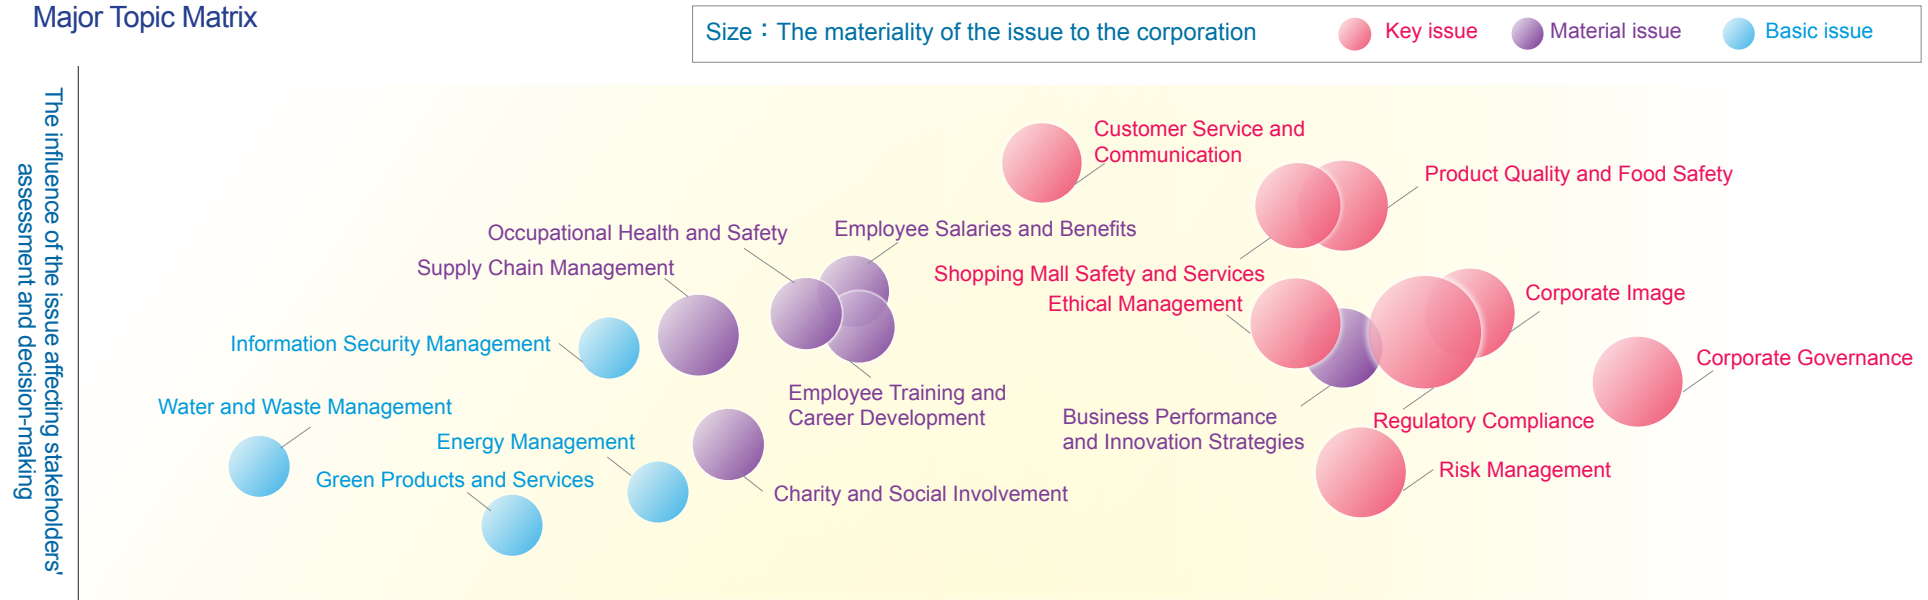 Major Topic Matrix
Size：The materiality of the issue to the corporation
Key issue
Material issue
Basic issue
The influence of the issue affecting stakeholders'
assessment and decision-making
Customer Service and
Communication
Product Quality and Food Safety
Occupational Health and Safety
Employee Salaries and Benefits
Supply Chain Management
Shopping Mall Safety and Services
Ethical Management
Corporate Image
Information Security Management
Corporate Governance
Employee Training and
Career Development
Water and Waste Management
Business Performance
and Innovation Strategies
Regulatory Compliance
Energy Management
Risk Management
Green Products and Services
Charity and Social Involvement